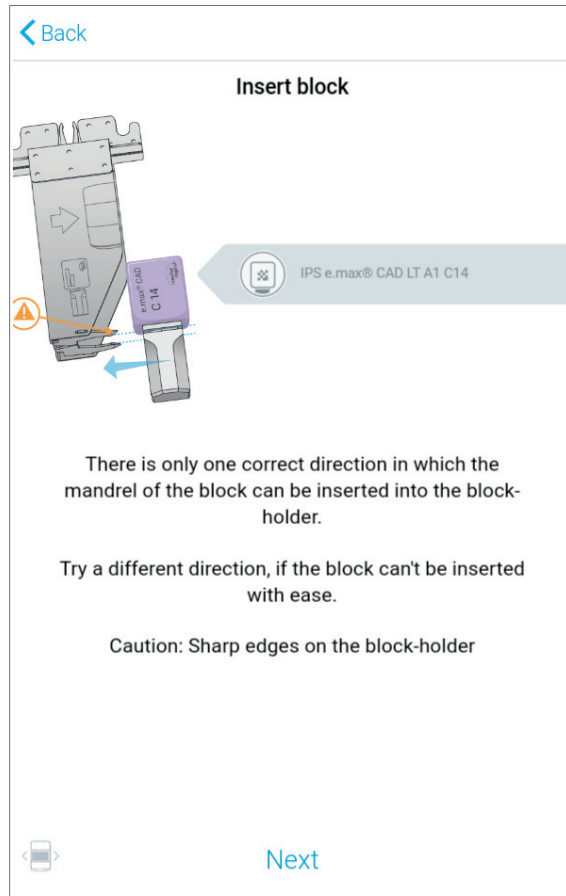 Back
Insert block
e.max® CAD
C 14
IPS e.max® CAD LT A1 C14
There is only one correct direction in which the
mandrel of the block can be inserted into the block-
holder.
Try a different direction, if the block can't be inserted
with ease.
Caution: Sharp edges on the block-holder
Next